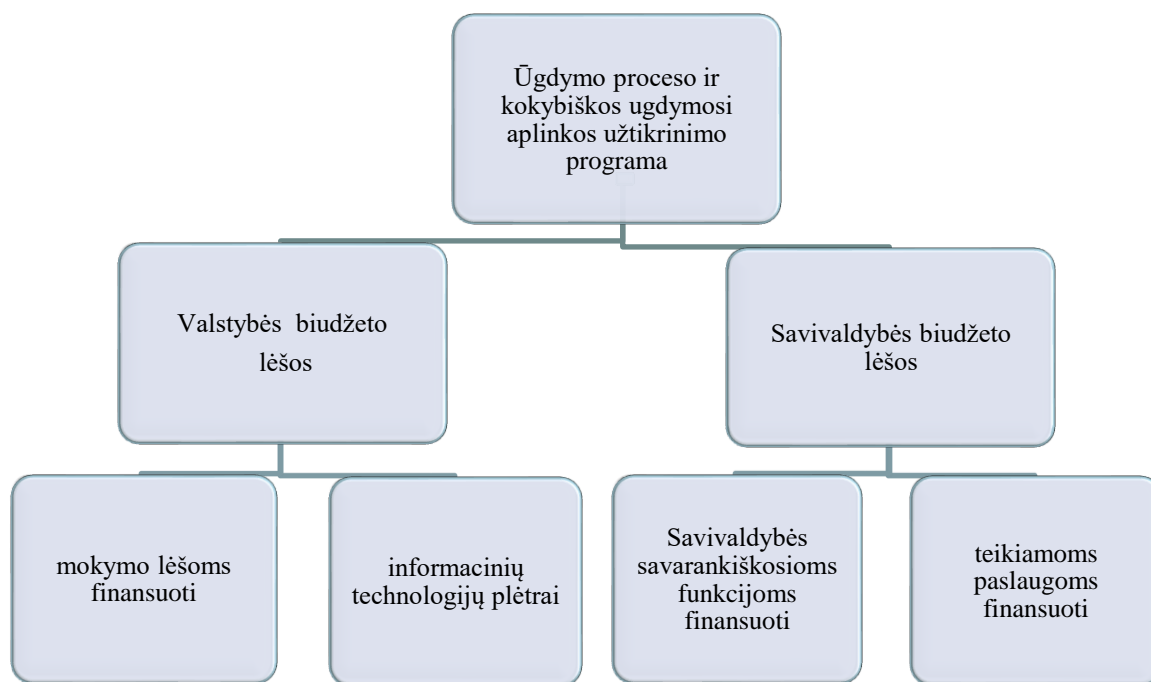 Ūgdymo proceso ir
kokybiškos ugdymosi
aplinkos užtikrinimo
programa
Valstybės biudžeto
lėšos
Savivaldybės biudžeto
lėšos
mokymo lėšoms
finansuoti
informacinių
technologijų plėtrai
Savivaldybės
savarankiškosioms
funkcijoms
finansuoti
teikiamoms
paslaugoms
finansuoti